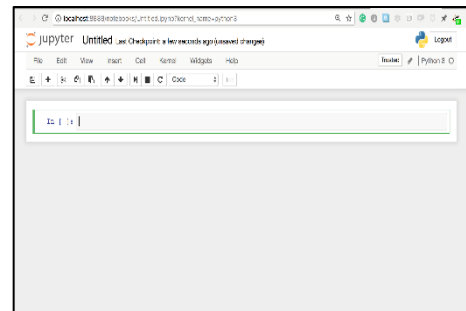 localhost:8888/notebooks/Untitled.ipynb?kernel_name=python3
jupyter Untitled Last Checkpoint: a few seconds ago (unsaved changes)
Logout
File Edit View Insert Cell Kernel Widgets Help
Trusted Python 3
Code
In [ ]: